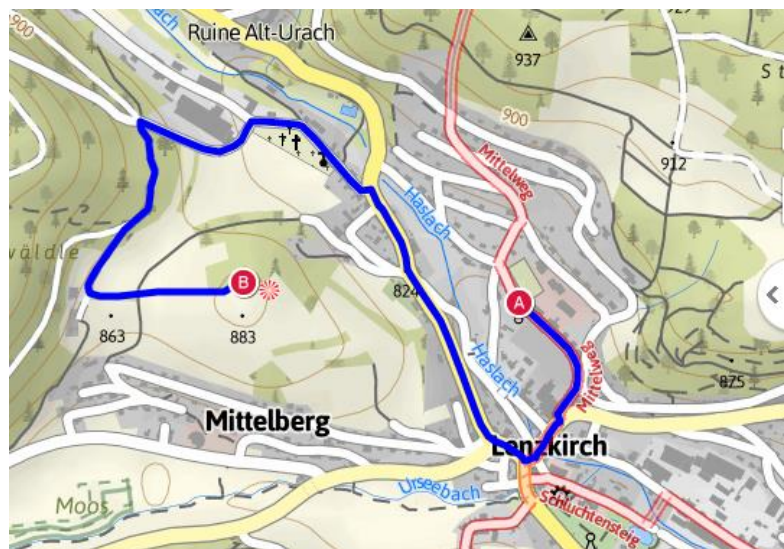 900
Ruine Alt-Urach
937
900
912
Mittelweg
Haslach
wäldle
B
A
824
863
883
Haslach
Mittelweg
875
Mittelberg
Lenzkirch
Urseebach
Moos
Schluchtensteig